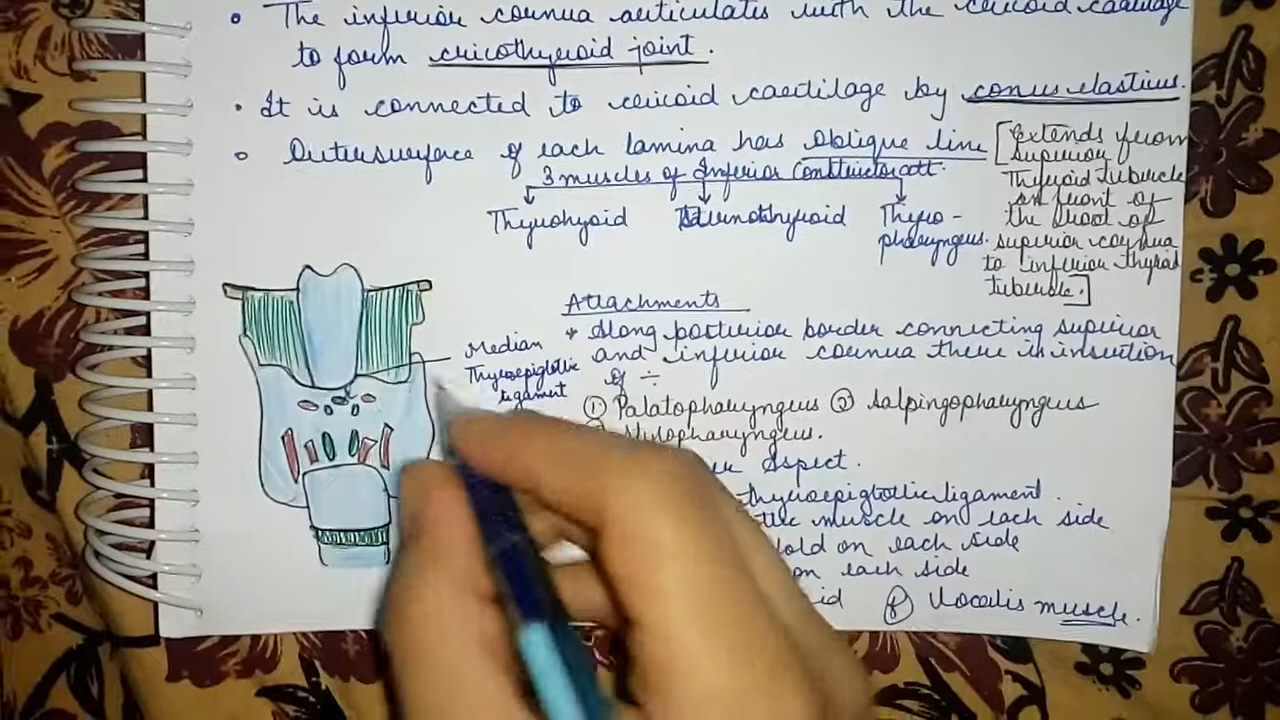 The inferior cornua articulates with the cricoid cartilage
to form cricothyroid joint.
It is connected to cricoid cartilage by conus elasticus.
Outersurface of each lamina has oblique line
[Extends from
superior
Thyroid tubercle
in front of
the root of
superior cornua
to inferior thyroid
tubercle.]
3 muscles of Inferior Constrictor att.
Thyrohyoid Sternothyroid Thyro-
pharyngeus.
Attachments
* Along posterior border connecting superior
and inferior cornua there is insertion
of ÷
① Palatopharyngeus ② Salpingopharyngeus
Stylopharyngeus.
Aspect.
thyroepiglottic ligament.
muscle on each side
fold on each side
on each side
(f) Vocalis muscle.
Median
Thyroepiglottic
ligament